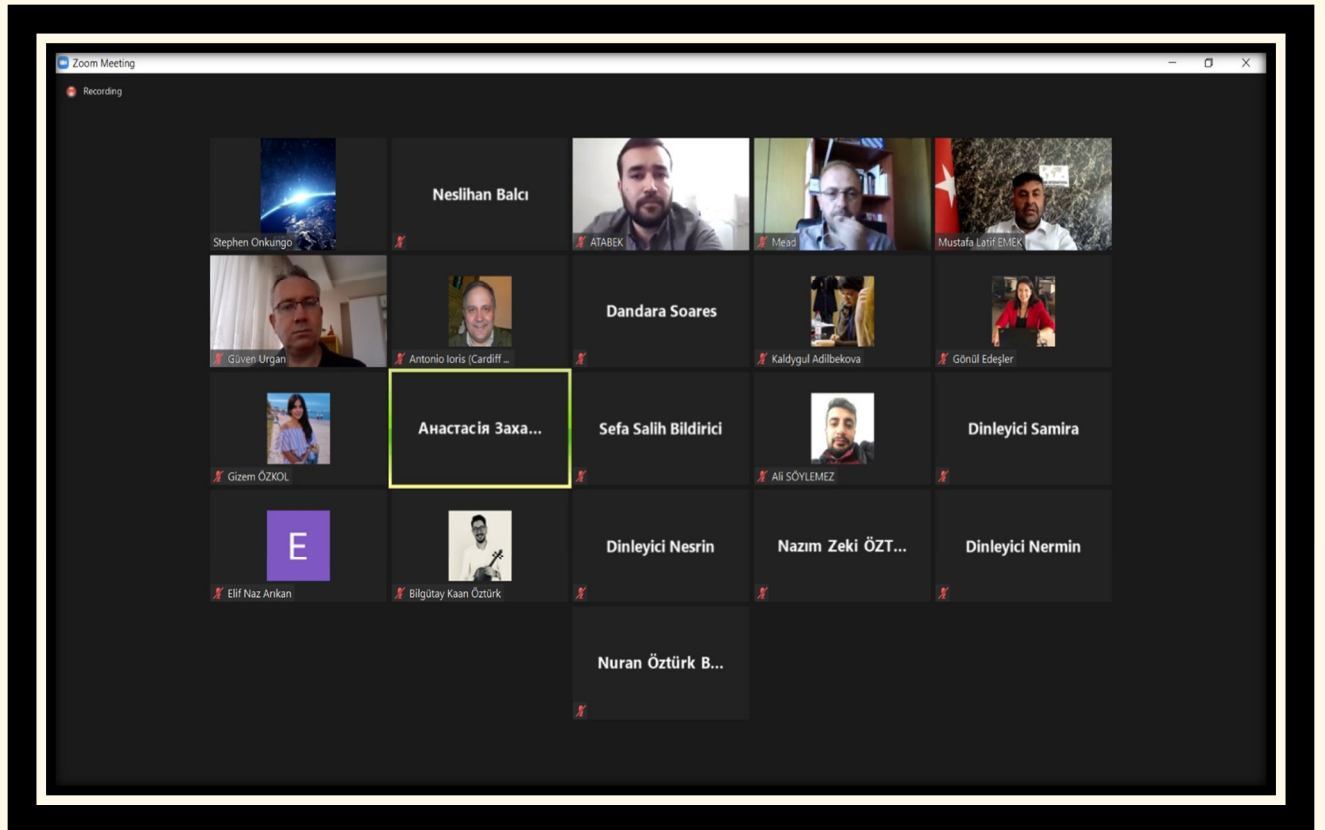 Zoom Meeting
Recording
Stephen Onkungo
Neslihan Balcı
ATABEK
Mead
Mustafa Latif EMEK
Güven Urgan
Antonio Ioris (Cardiff ...
Dandara Soares
Kaldygul Adilbekova
Gönül Edeşler
Gizem ÖZKOL
Анастасія Заха...
Sefa Salih Bildirici
Ali SÖYLEMEZ
Dinleyici Samira
E
Elif Naz Arıkan
Bilgütay Kaan Öztürk
Dinleyici Nesrin
Nazım Zeki ÖZT...
Dinleyici Nermin
Nuran Öztürk B...